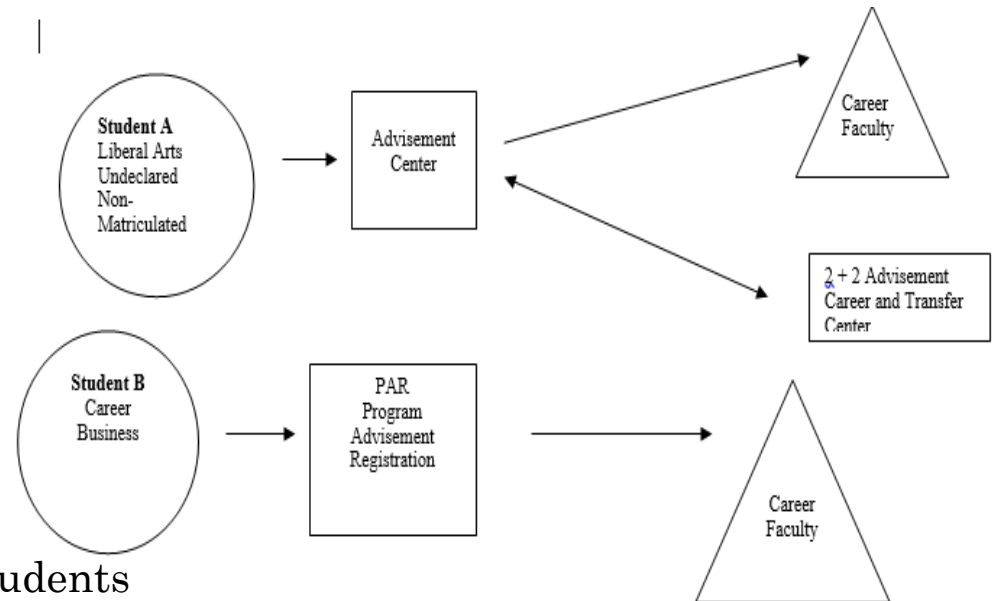 Student A
Liberal Arts
Undeclared
Non-
Matriculated
Advisement
Center
Career
Faculty
2 + 2 Advisement
Career and Transfer
Center
Student B
Career
Business
PAR
Program
Advisement
Registration
Career
Faculty
udents